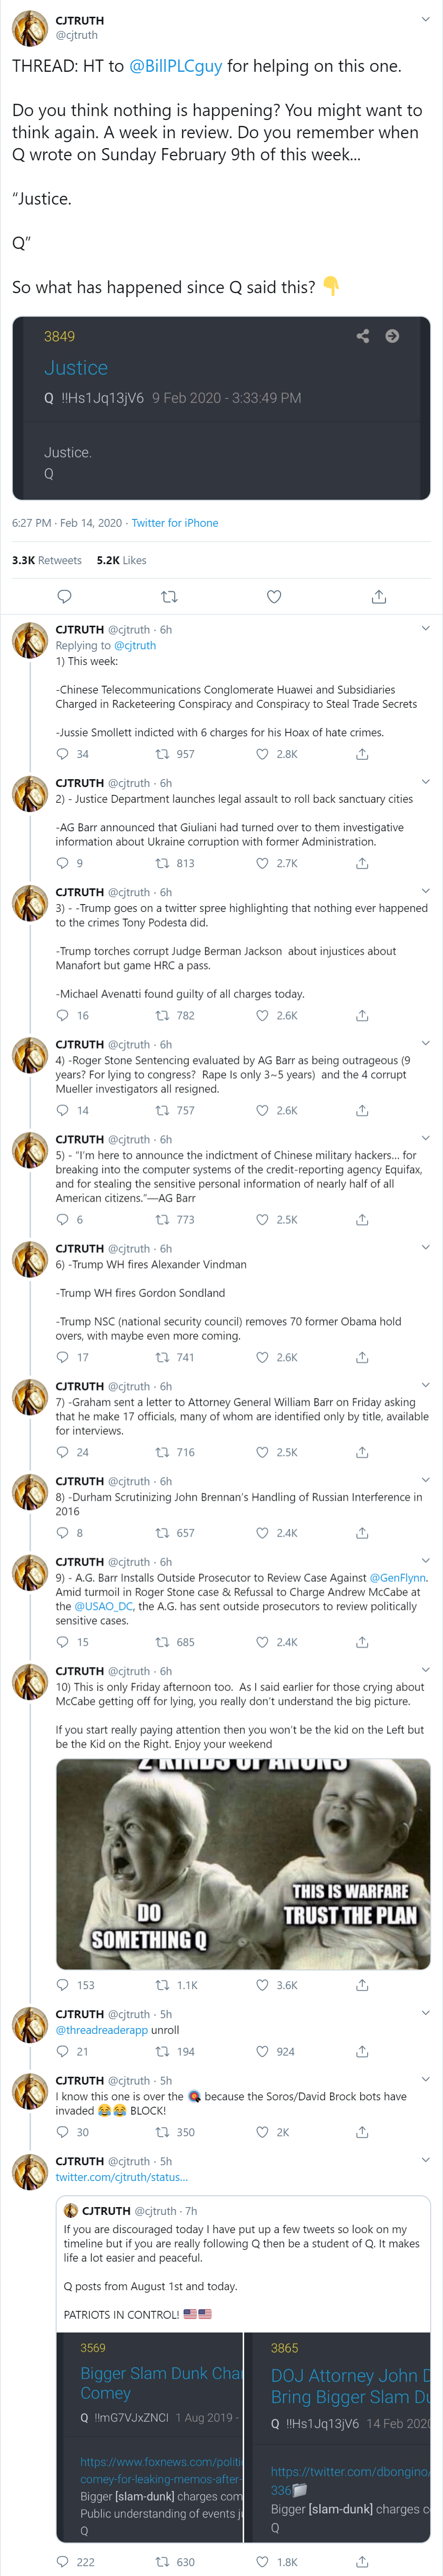 CJTRUTH
@cjtruth
THREAD: HT to @BillPLCguy for helping on this one.
Do you think nothing is happening? You might want to
think again. A week in review. Do you remember when
Q wrote on Sunday February 9th of this week...
“Justice.
Q”
So what has happened since Q said this? 👇
3849
Justice
Q !!Hs1Jq13jV6 9 Feb 2020 - 3:33:49 PM
Justice.
Q
6:27 PM · Feb 14, 2020 · Twitter for iPhone
3.3K Retweets 5.2K Likes
CJTRUTH @cjtruth · 6h
Replying to @cjtruth
1) This week:
-Chinese Telecommunications Conglomerate Huawei and Subsidiaries
Charged in Racketeering Conspiracy and Conspiracy to Steal Trade Secrets
-Jussie Smollett indicted with 6 charges for his Hoax of hate crimes.
34 957 2.8K
CJTRUTH @cjtruth · 6h
2) - Justice Department launches legal assault to roll back sanctuary cities
-AG Barr announced that Giuliani had turned over to them investigative
information about Ukraine corruption with former Administration.
9 813 2.7K
CJTRUTH @cjtruth · 6h
3) - -Trump goes on a twitter spree highlighting that nothing ever happened
to the crimes Tony Podesta did.
-Trump torches corrupt Judge Berman Jackson about injustices about
Manafort but game HRC a pass.
-Michael Avenatti found guilty of all charges today.
16 782 2.6K
CJTRUTH @cjtruth · 6h
4) -Roger Stone Sentencing evaluated by AG Barr as being outrageous (9
years? For lying to congress? Rape Is only 3~5 years) and the 4 corrupt
Mueller investigators all resigned.
14 757 2.6K
CJTRUTH @cjtruth · 6h
5) - “I’m here to announce the indictment of Chinese military hackers... for
breaking into the computer systems of the credit-reporting agency Equifax,
and for stealing the sensitive personal information of nearly half of all
American citizens.”—AG Barr
6 773 2.5K
CJTRUTH @cjtruth · 6h
6) -Trump WH fires Alexander Vindman
-Trump WH fires Gordon Sondland
-Trump NSC (national security council) removes 70 former Obama hold
overs, with maybe even more coming.
17 741 2.6K
CJTRUTH @cjtruth · 6h
7) -Graham sent a letter to Attorney General William Barr on Friday asking
that he make 17 officials, many of whom are identified only by title, available
for interviews.
24 716 2.5K
CJTRUTH @cjtruth · 6h
8) -Durham Scrutinizing John Brennan’s Handling of Russian Interference in
2016
8 657 2.4K
CJTRUTH @cjtruth · 6h
9) - A.G. Barr Installs Outside Prosecutor to Review Case Against @GenFlynn.
Amid turmoil in Roger Stone case & Refussal to Charge Andrew McCabe at
the @USAO_DC, the A.G. has sent outside prosecutors to review politically
sensitive cases.
15 685 2.4K
CJTRUTH @cjtruth · 6h
10) This is only Friday afternoon too. As I said earlier for those crying about
McCabe getting off for lying, you really don’t understand the big picture.
If you start really paying attention then you won’t be the kid on the Left but
be the Kid on the Right. Enjoy your weekend
2 KINDS OF ANONS
DO
SOMETHING Q
THIS IS WARFARE
TRUST THE PLAN
153 1.1K 3.6K
CJTRUTH @cjtruth · 5h
@threadreaderapp unroll
21 194 924
CJTRUTH @cjtruth · 5h
I know this one is over the 🎯 because the Soros/David Brock bots have
invaded 😂😂 BLOCK!
30 350 2K
CJTRUTH @cjtruth · 5h
twitter.com/cjtruth/status...
CJTRUTH @cjtruth · 7h
If you are discouraged today I have put up a few tweets so look on my
timeline but if you are really following Q then be a student of Q. It makes
life a lot easier and peaceful.
Q posts from August 1st and today.
PATRIOTS IN CONTROL! 🇺🇸🇺🇸
3569
Bigger Slam Dunk Char
Comey
Q !!mG7VJxZNCI 1 Aug 2019 -
https://www.foxnews.com/politi
comey-for-leaking-memos-after-
Bigger [slam-dunk] charges com
Public understanding of events j
Q
3865
DOJ Attorney John D
Bring Bigger Slam Du
Q !!Hs1Jq13jV6 14 Feb 2020
https://twitter.com/dbongino/
336
Bigger [slam-dunk] charges c
Q
222 630 1.8K